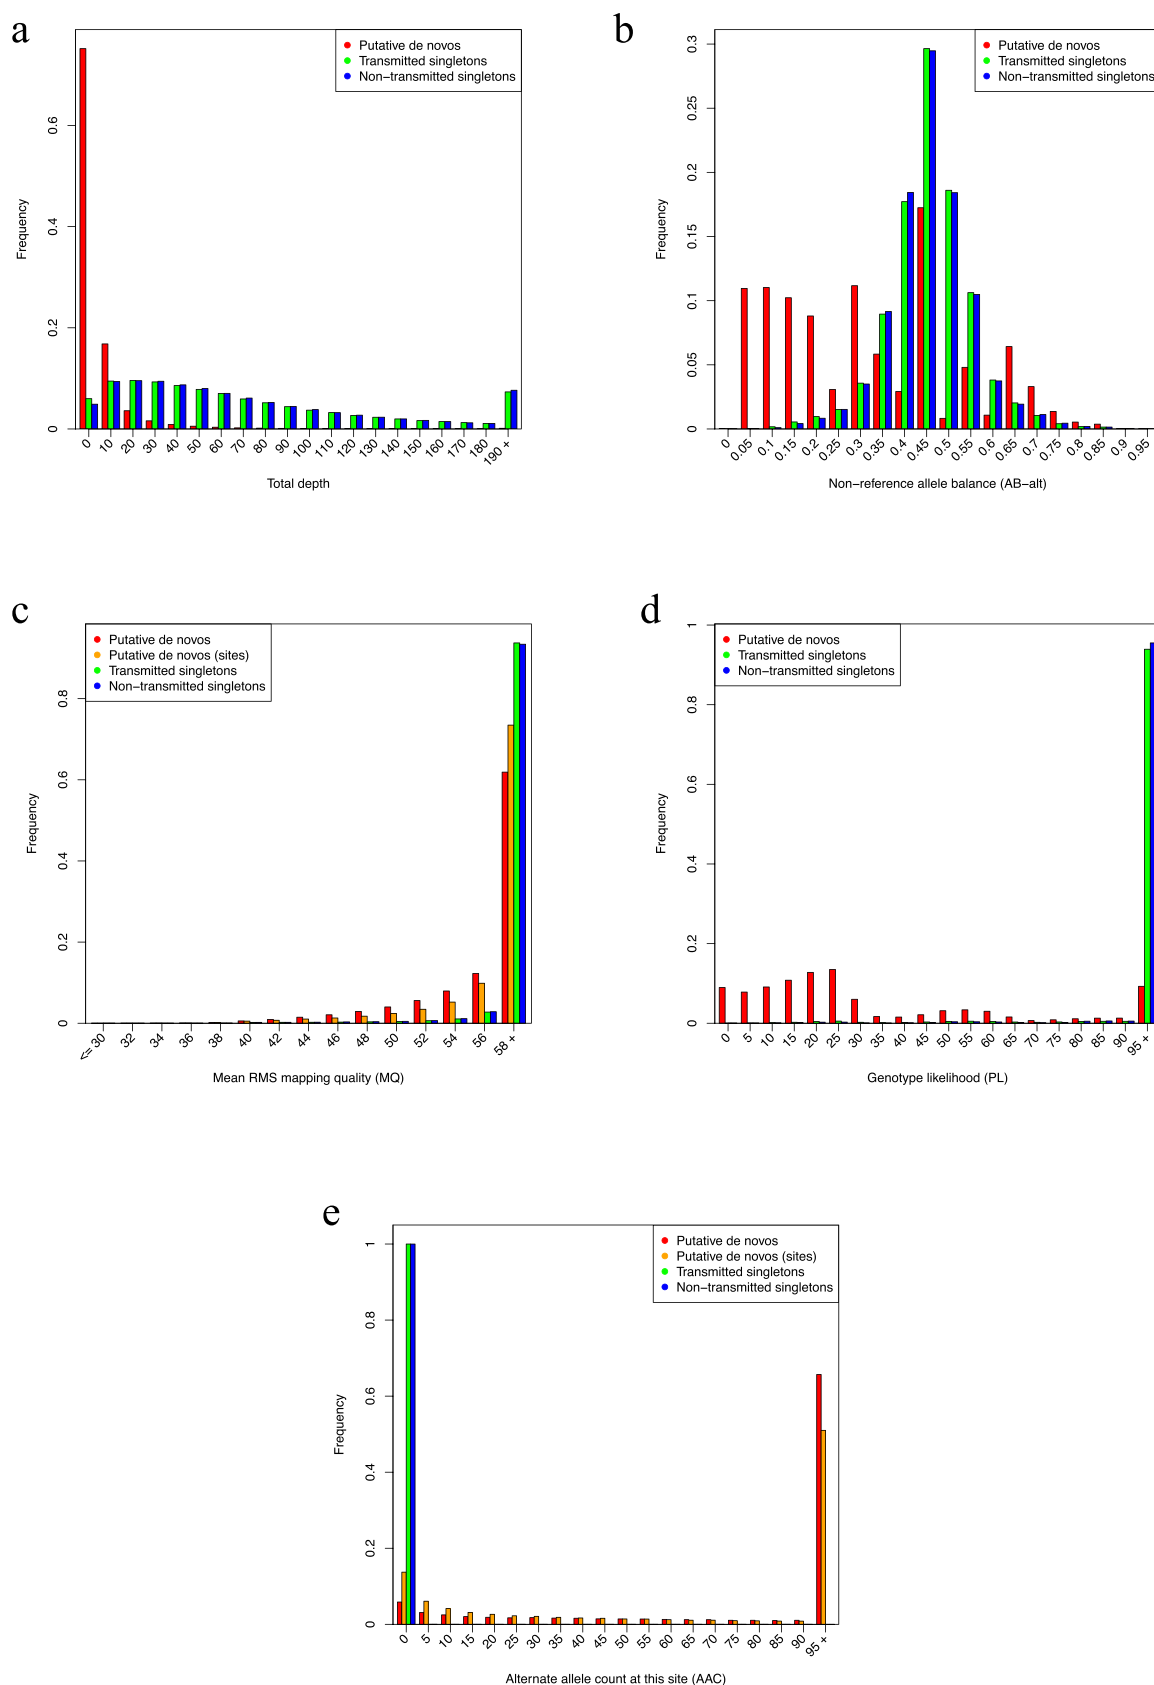 a
Putative de novos
Transmitted singletons
Non−transmitted singletons
Frequency
0
0.2
0.4
0.6
0 10 20 30 40 50 60 70 80 90 100 110 120 130 140 150 160 170 180 190 +
Total depth
b
Putative de novos
Transmitted singletons
Non−transmitted singletons
Frequency
0
0.05
0.1
0.15
0.2
0.25
0.3
0 0.05 0.1 0.15 0.2 0.25 0.3 0.35 0.4 0.45 0.5 0.55 0.6 0.65 0.7 0.75 0.8 0.85 0.9 0.95
Non−reference allele balance (AB−alt)
c
Putative de novos
Putative de novos (sites)
Transmitted singletons
Non−transmitted singletons
Frequency
0
0.2
0.4
0.6
0.8
<= 30 32 34 36 38 40 42 44 46 48 50 52 54 56 58 +
Mean RMS mapping quality (MQ)
d
Putative de novos
Transmitted singletons
Non−transmitted singletons
Frequency
0
0.2
0.4
0.6
0.8
1
0 5 10 15 20 25 30 35 40 45 50 55 60 65 70 75 80 85 90 95 +
Genotype likelihood (PL)
e
Putative de novos
Putative de novos (sites)
Transmitted singletons
Non−transmitted singletons
Frequency
0
0.2
0.4
0.6
0.8
1
0 5 10 15 20 25 30 35 40 45 50 55 60 65 70 75 80 85 90 95 +
Alternate allele count at this site (AAC)